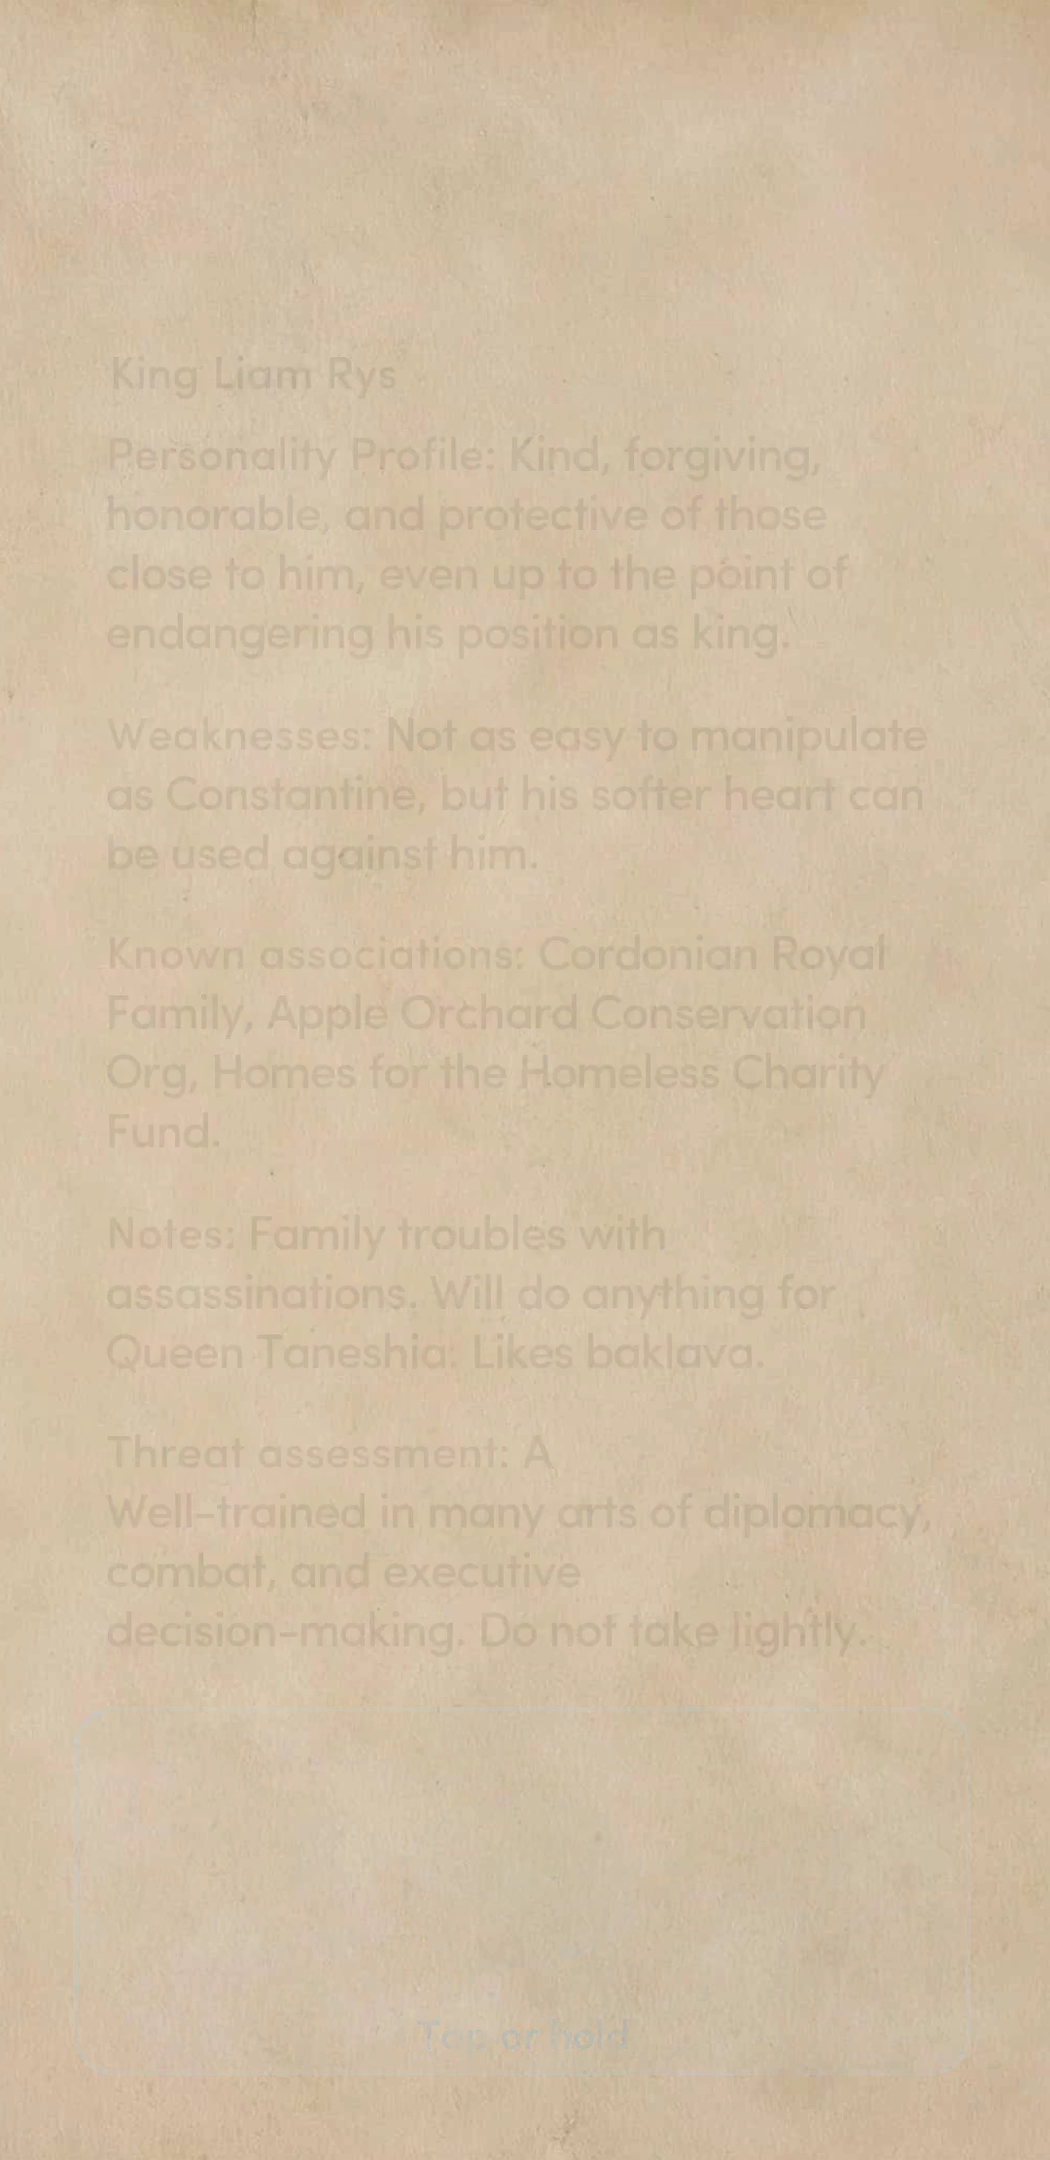 King Liam Rys
Personality Profile: Kind, forgiving,
honorable, and protective of those
close to him, even up to the point of
endangering his position as king.
Weaknesses: Not as easy to manipulate
as Constantine, but his softer heart can
be used against him.
Known associations: Cordonian Royal
Family, Apple Orchard Conservation
Org, Homes for the Homeless Charity
Fund.
Notes: Family troubles with
assassinations. Will do anything for
Queen Taneshia. Likes baklava.
Threat assessment: A
Well-trained in many arts of diplomacy,
combat, and executive
decision-making. Do not take lightly.
Tap or hold